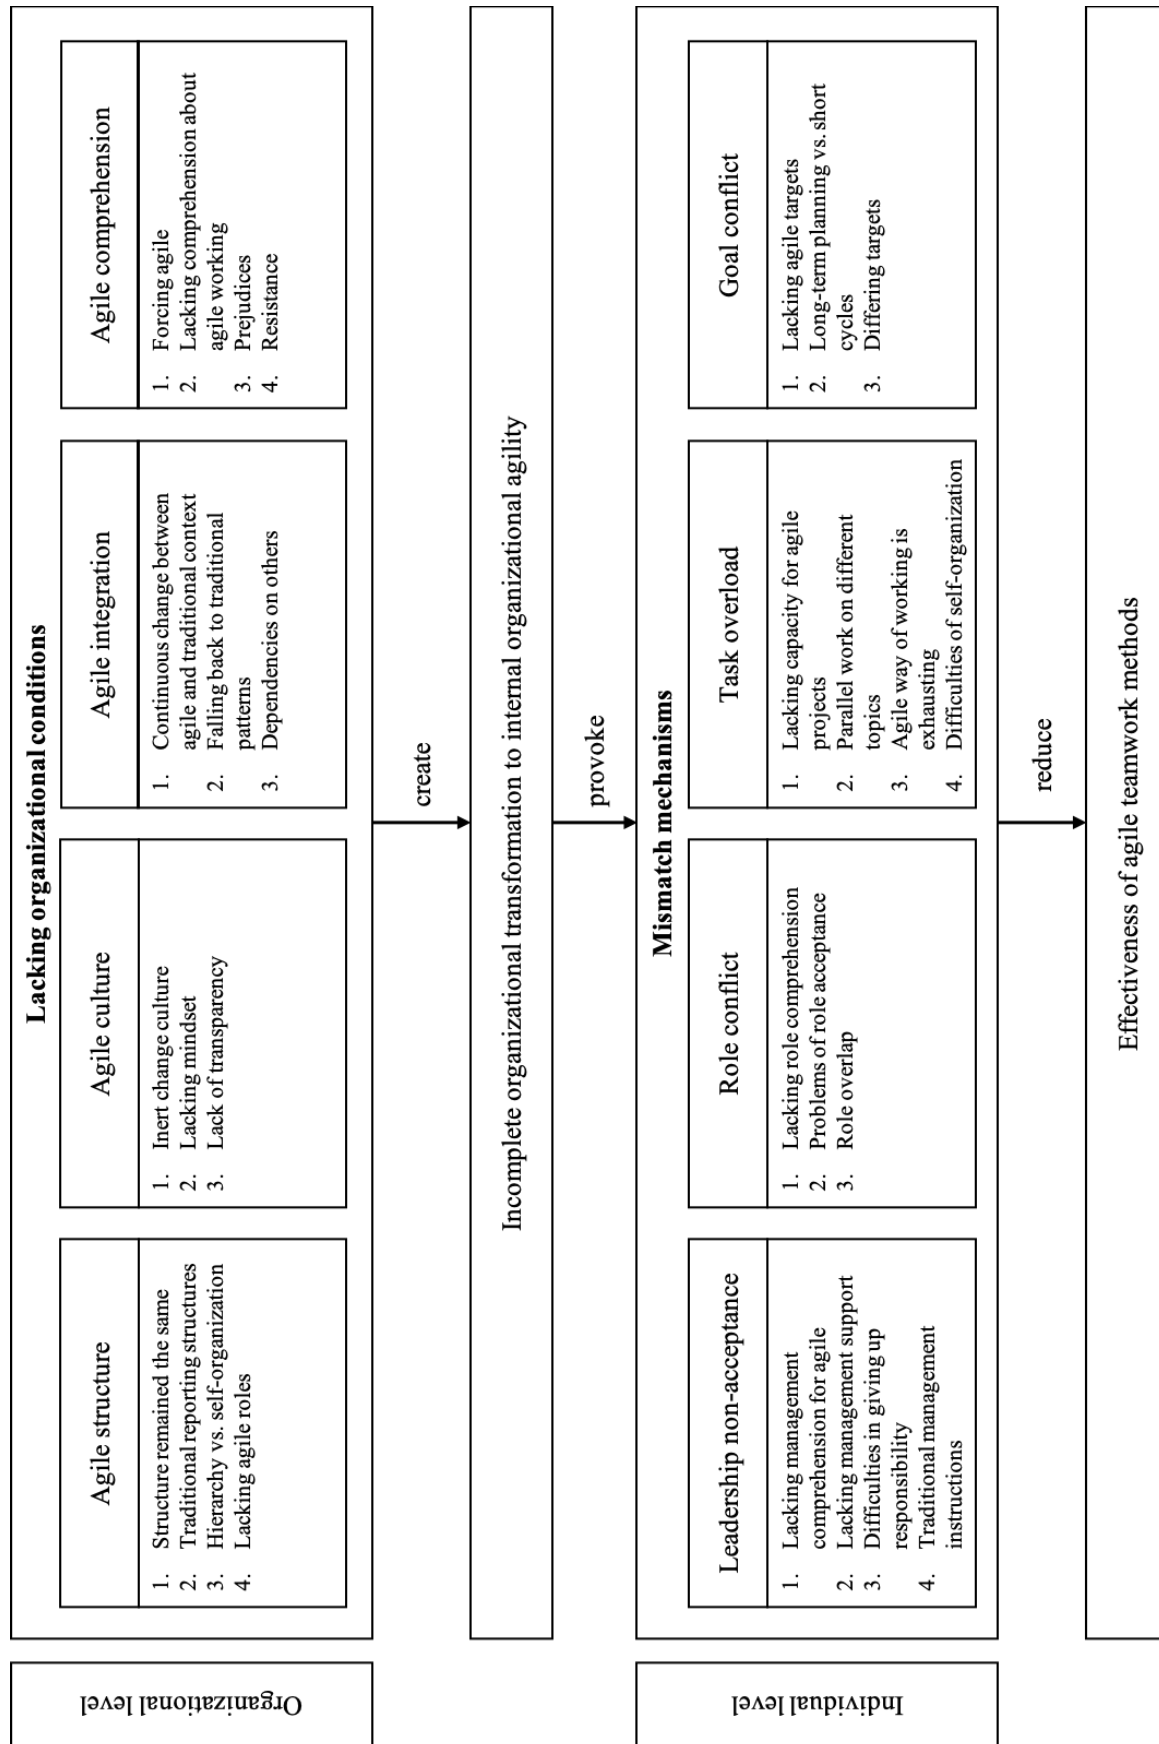 Organizational level
Lacking organizational conditions
Agile structure
1. Structure remained the same
2. Traditional reporting structures
3. Hierarchy vs. self-organization
4. Lacking agile roles
Agile culture
1. Inert change culture
2. Lacking mindset
3. Lack of transparency
Agile integration
1. Continuous change between
agile and traditional context
2. Falling back to traditional
patterns
3. Dependencies on others
Agile comprehension
1. Forcing agile
2. Lacking comprehension about
agile working
3. Prejudices
4. Resistance
create
Incomplete organizational transformation to internal organizational agility
provoke
Individual level
Mismatch mechanisms
Leadership non-acceptance
1. Lacking management
comprehension for agile
2. Lacking management support
3. Difficulties in giving up
responsibility
4. Traditional management
instructions
Role conflict
1. Lacking role comprehension
2. Problems of role acceptance
3. Role overlap
Task overload
1. Lacking capacity for agile
projects
2. Parallel work on different
topics
3. Agile way of working is
exhausting
4. Difficulties of self-organization
Goal conflict
1. Lacking agile targets
2. Long-term planning vs. short
cycles
3. Differing targets
reduce
Effectiveness of agile teamwork methods